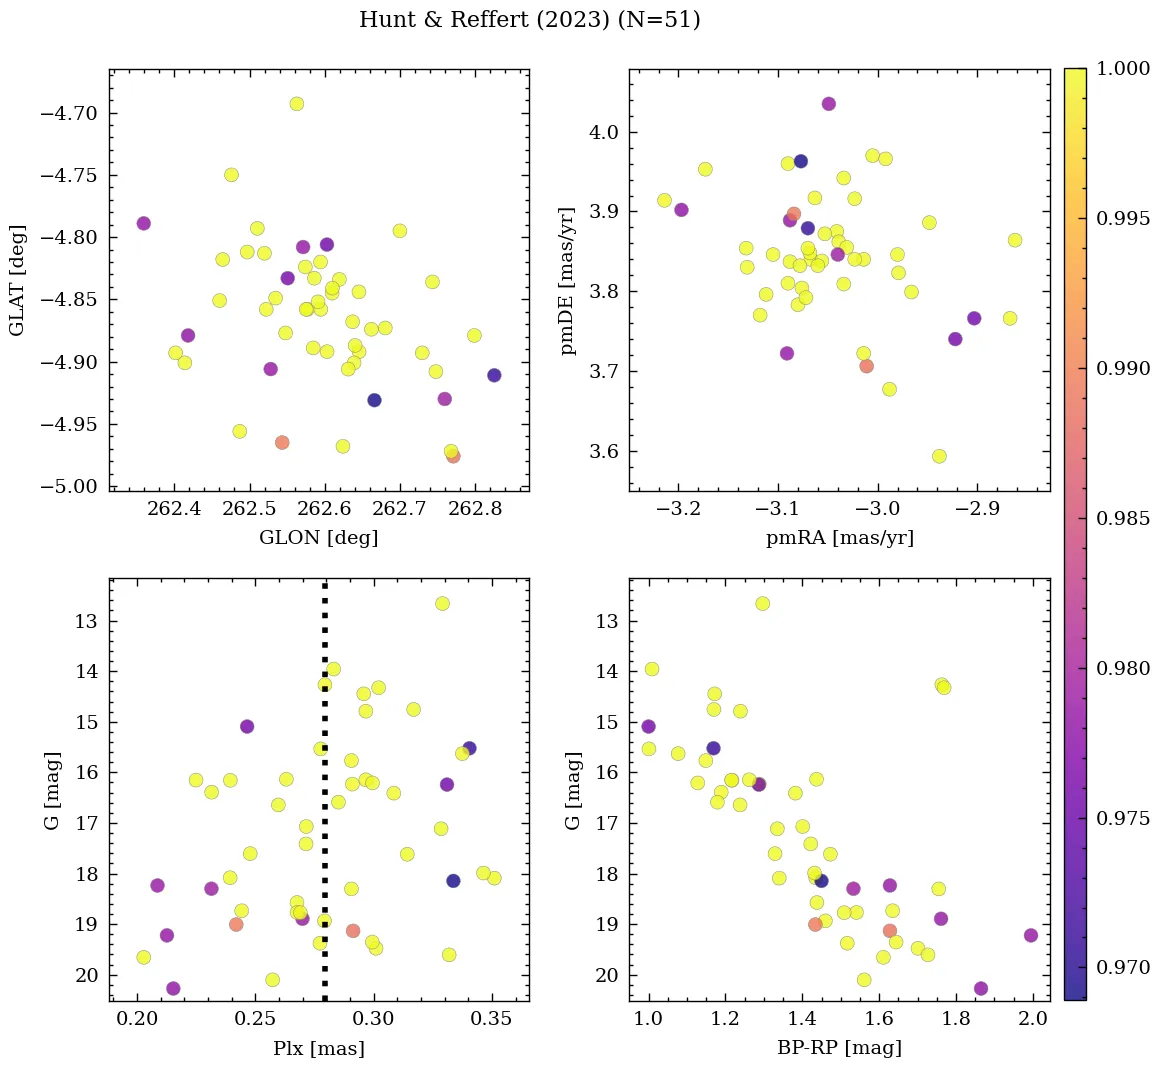 Hunt & Reffert (2023) (N=51)
−4.70
−4.75
−4.80
−4.85
−4.90
−4.95
−5.00
GLAT [deg]
262.4 262.5 262.6 262.7 262.8
GLON [deg]
4.0
3.9
3.8
3.7
3.6
pmDE [mas/yr]
−3.2 −3.1 −3.0 −2.9
pmRA [mas/yr]
13
14
15
16
17
18
19
20
G [mag]
0.20 0.25 0.30 0.35
Plx [mas]
13
14
15
16
17
18
19
20
G [mag]
1.0 1.2 1.4 1.6 1.8 2.0
BP-RP [mag]
1.000
0.995
0.990
0.985
0.980
0.975
0.970